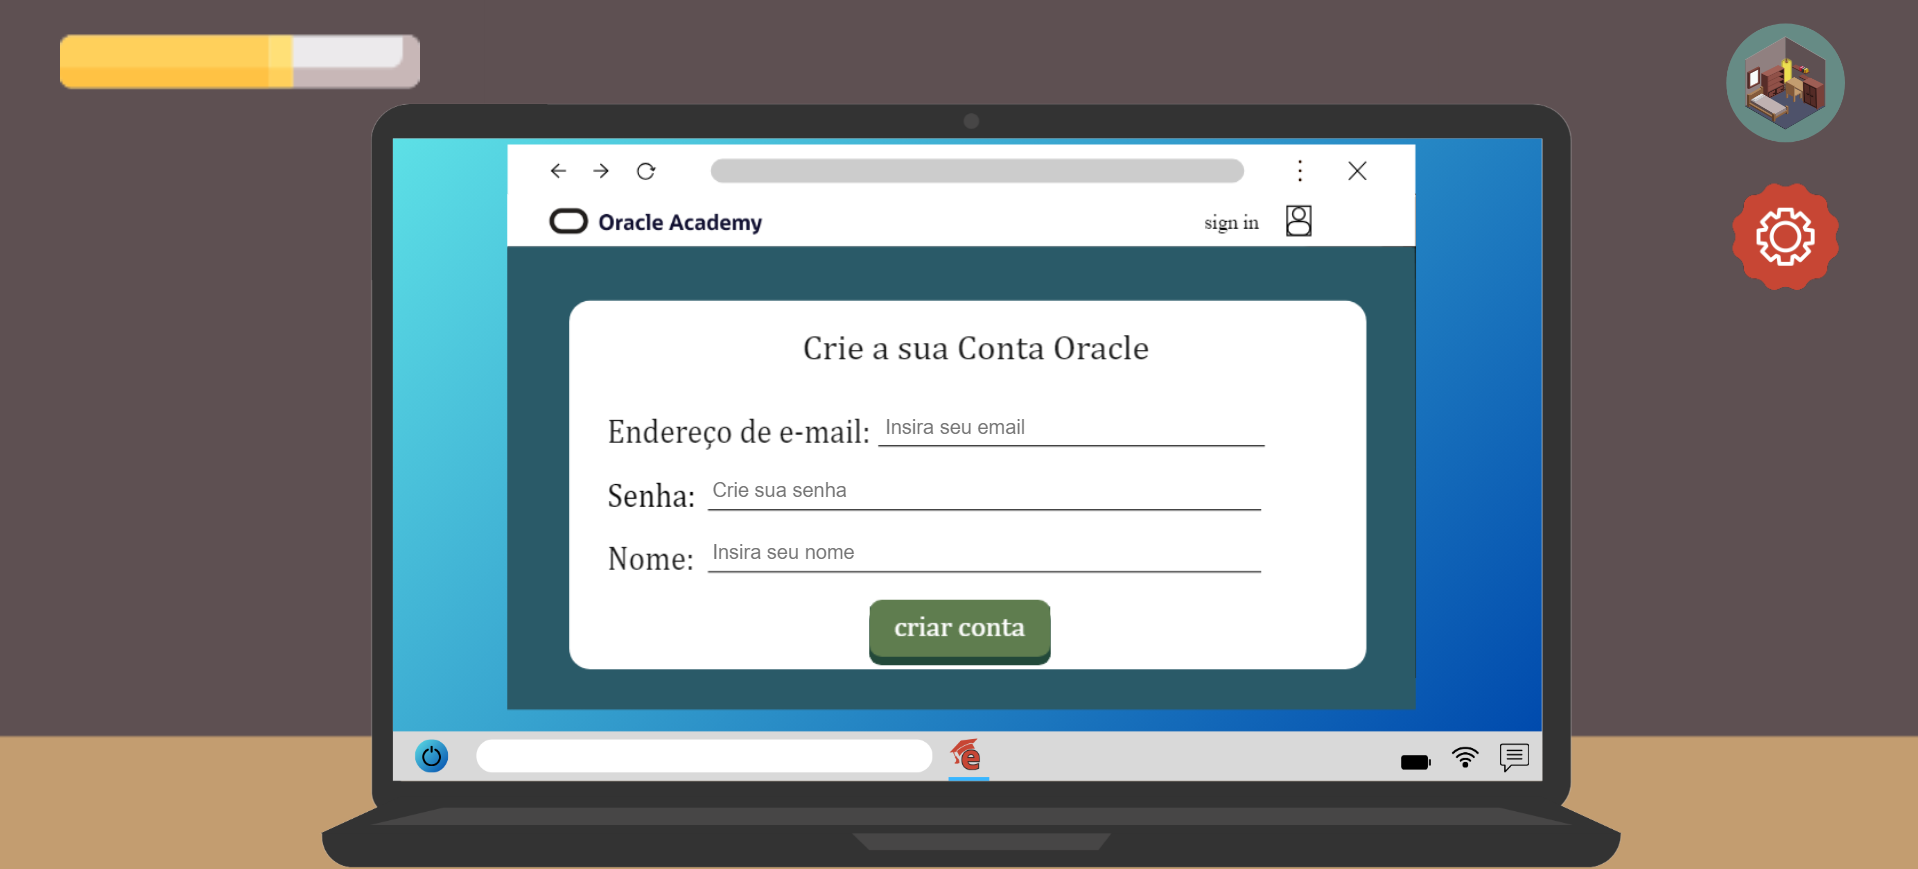 Oracle Academy
sign in
Crie a sua Conta Oracle
Endereço de e-mail: Insira seu email
Senha: Crie sua senha
Nome: Insira seu nome
criar conta
e